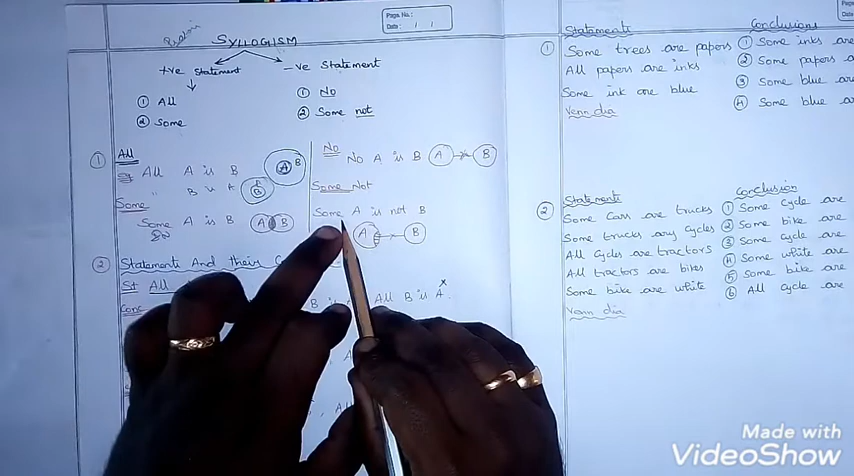 Page. No.:
Date: / /
SYLLOGISM
+ve Statement
-ve Statement
① All
② Some
① No
② Some not
① All
All A is B
A B
" B is A
B
Some
Some A is B
A B
No
No A is B
A B
Some Not
Some A is not B
A B
② Statements And their C
St All
Conc
B is
All B is A
Statements
① Some trees are papers
All papers are inks
Some ink are blue
Venn dia
Conclusions
① Some inks are
② Some papers a
③ Some blue are
④ Some blue a
② Statement
Some cars are trucks
Some trucks are cycles
All cycles are tractors
All tractors are bikes
Some bike are white
Venn dia
Conclusion
① Some cycle are
② Some bike are
③ Some cycle are
④ Some white are
⑤ Some bike are
⑥ All cycle are
Made with
VideoShow